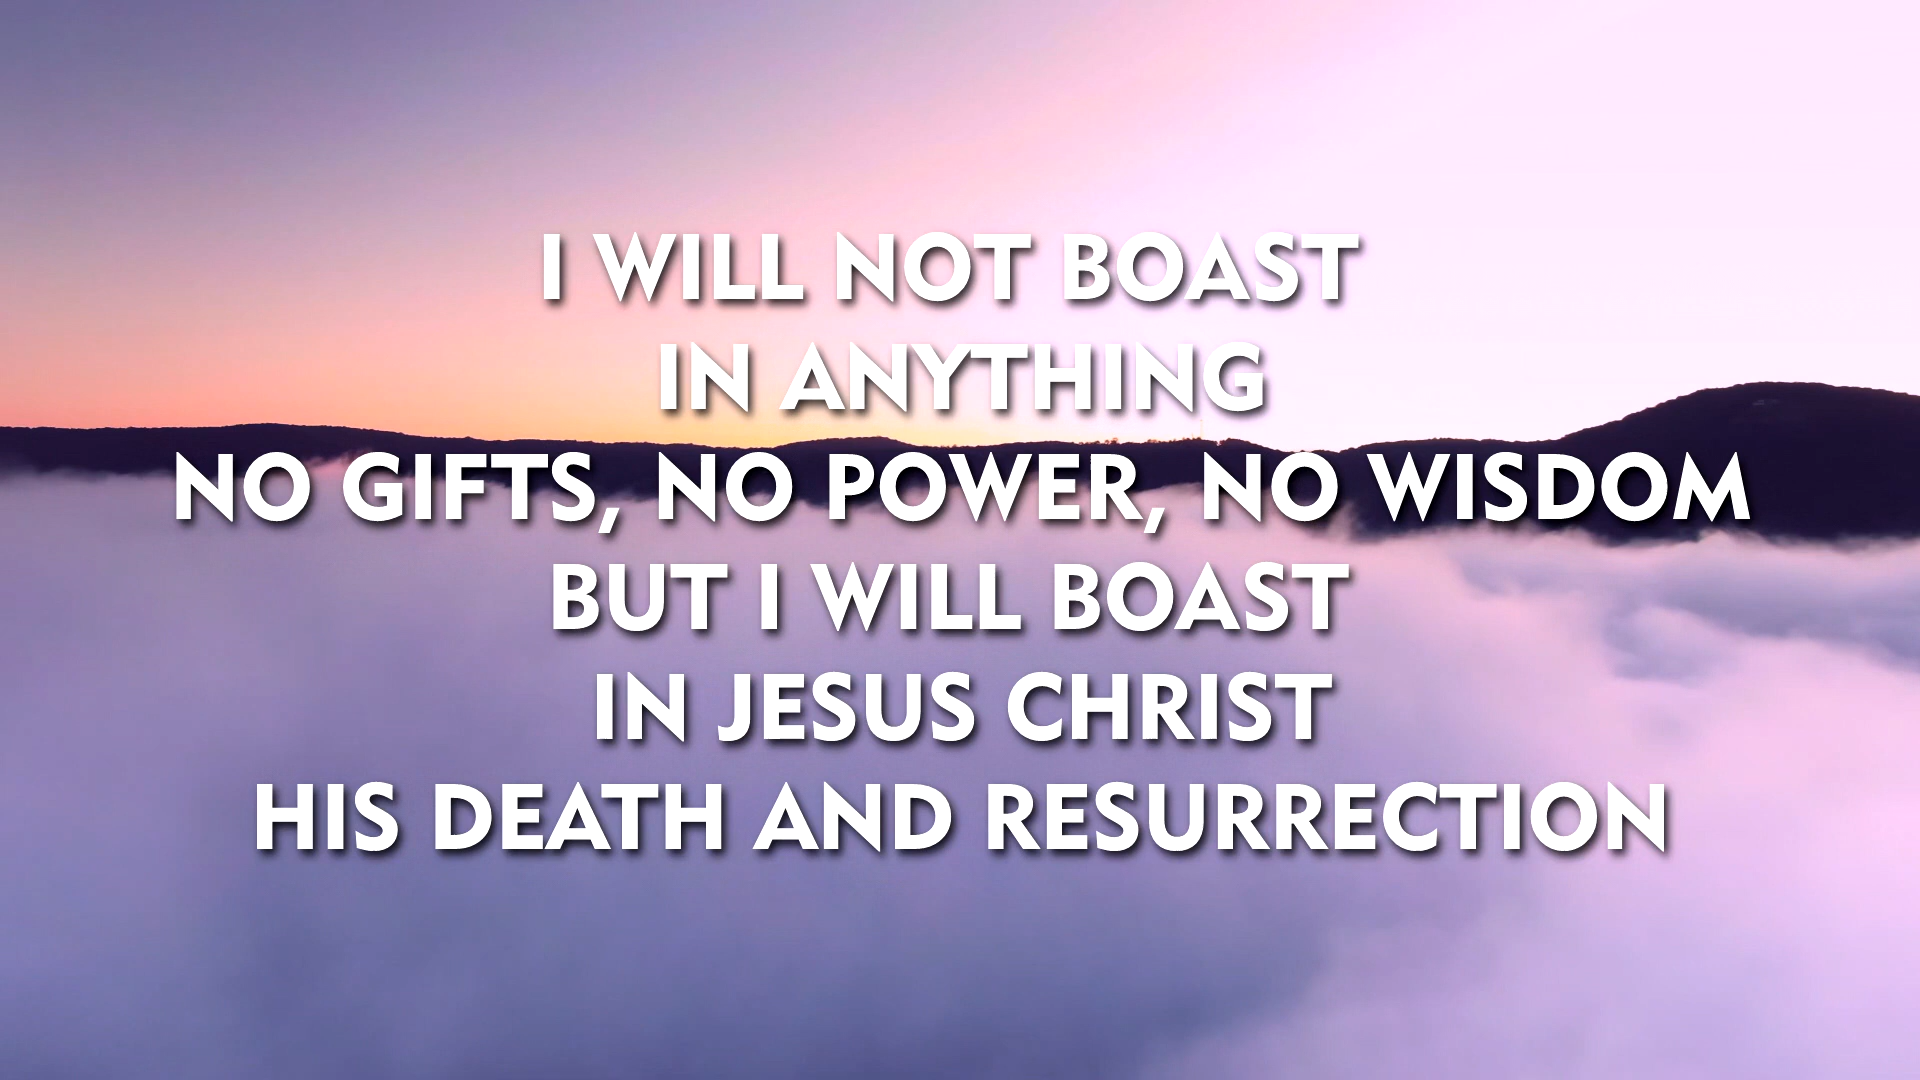 I WILL NOT BOAST
IN ANYTHING
NO GIFTS, NO POWER, NO WISDOM
BUT I WILL BOAST
IN JESUS CHRIST
HIS DEATH AND RESURRECTION